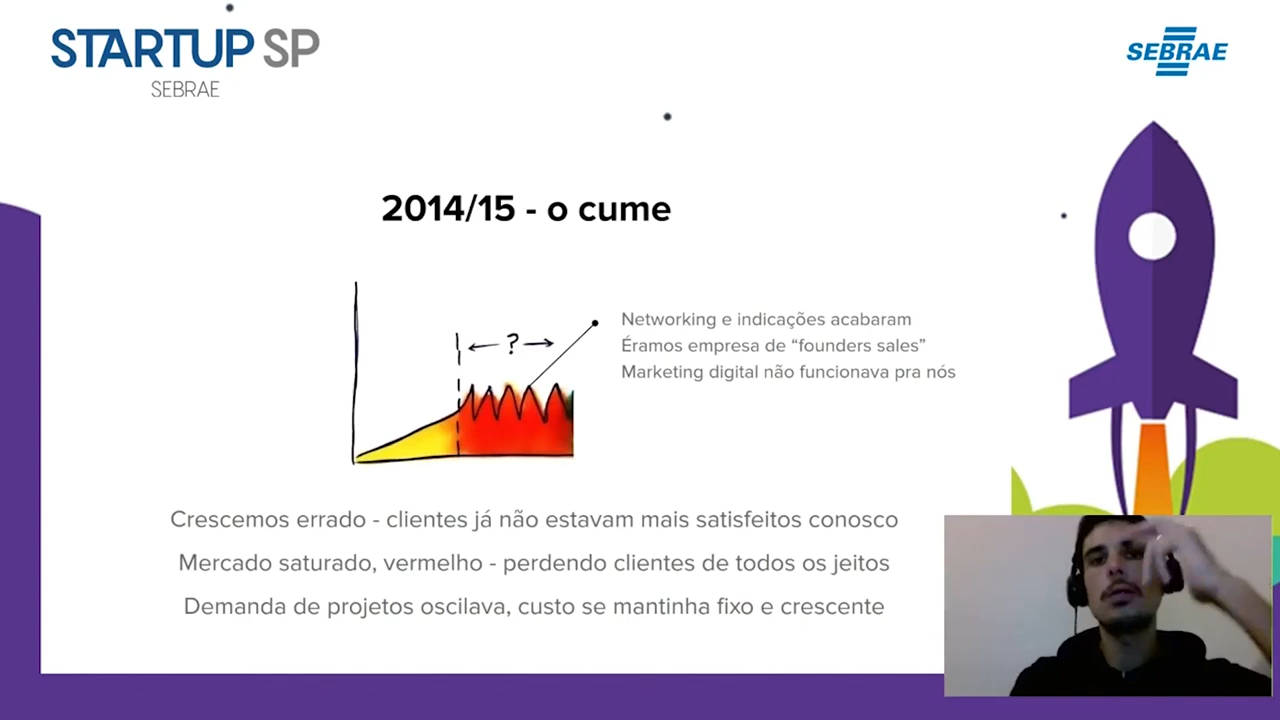 STARTUP SP
SEBRAE
SEBRAE
2014/15 - o cume
?
Networking e indicações acabaram
Éramos empresa de “founders sales”
Marketing digital não funcionava pra nós
Crescemos errado - clientes já não estavam mais satisfeitos conosco
Mercado saturado, vermelho - perdendo clientes de todos os jeitos
Demanda de projetos oscilava, custo se mantinha fixo e crescente